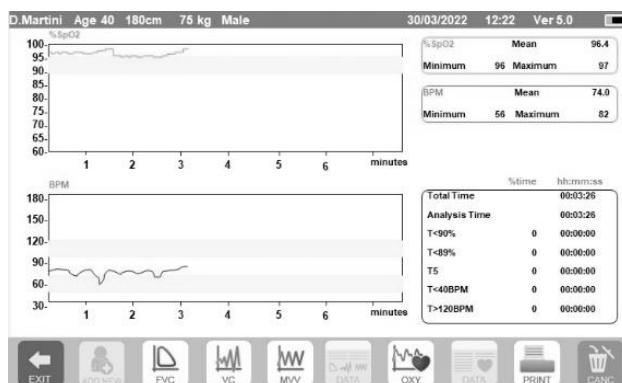 D.Martini Age 40 180cm 75 kg Male 30/03/2022 12:22 Ver 5.0
%SpO2
100
95
90
85
80
75
70
65
60
1 2 3 4 5 6 minutes
%SpO2 Mean 96.4
Minimum 96 Maximum 97
BPM Mean 74.0
Minimum 56 Maximum 82
BPM
180
150
120
90
60
30
1 2 3 4 5 6 minutes
%time hh:mm:ss
Total Time 00:03:26
Analysis Time 00:03:26
T<90% 0 00:00:00
T<89% 0 00:00:00
T5 0 00:00:00
T<40BPM 0 00:00:00
T>120BPM 0 00:00:00
EXIT ADD NEW FVC VC MVV DATA OXY DATA PRINT CANC